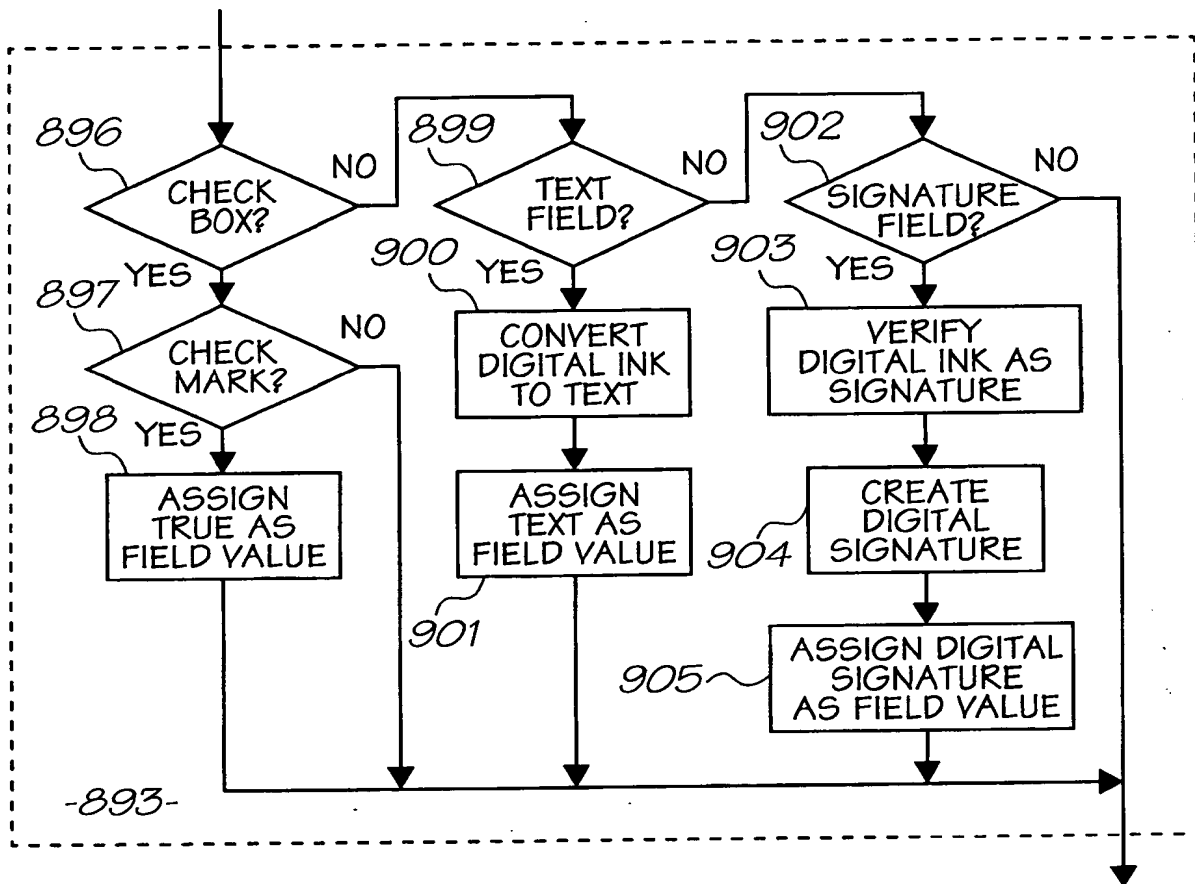 896
CHECK
BOX?
NO
YES
897
CHECK
MARK?
NO
YES
898
ASSIGN
TRUE AS
FIELD VALUE
899
TEXT
FIELD?
NO
YES
900
CONVERT
DIGITAL INK
TO TEXT
ASSIGN
TEXT AS
FIELD VALUE
901
902
SIGNATURE
FIELD?
NO
YES
903
VERIFY
DIGITAL INK AS
SIGNATURE
CREATE
DIGITAL
SIGNATURE
904
ASSIGN DIGITAL
SIGNATURE
AS FIELD VALUE
905
-893-